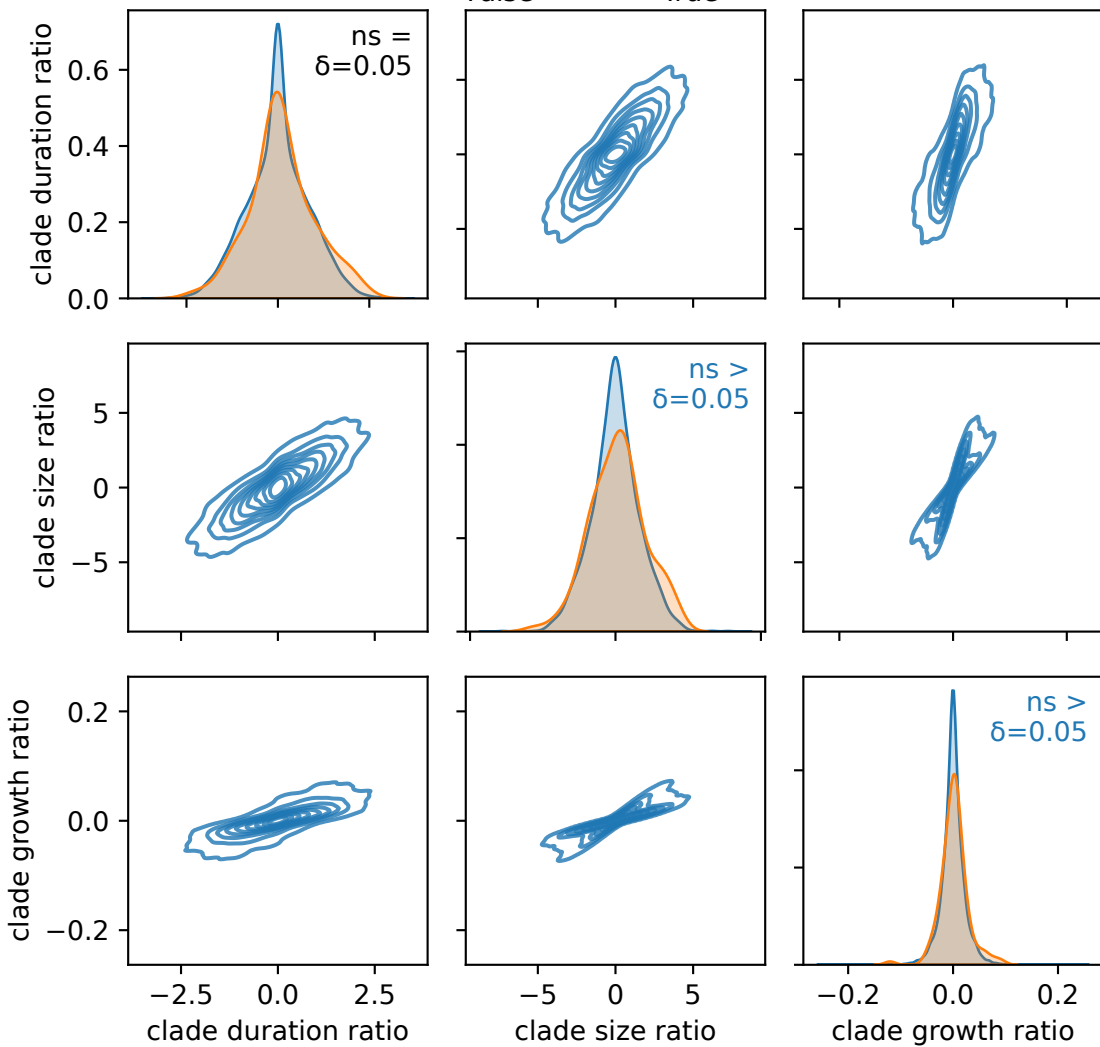 clade duration ratio
0.6
0.4
0.2
0.0
ns =
δ=0.05
clade size ratio
5
0
−5
ns >
δ=0.05
clade growth ratio
0.2
0.0
−0.2
ns >
δ=0.05
−2.5
0.0
2.5
−5
0
5
−0.2
0.0
0.2
clade duration ratio
clade size ratio
clade growth ratio